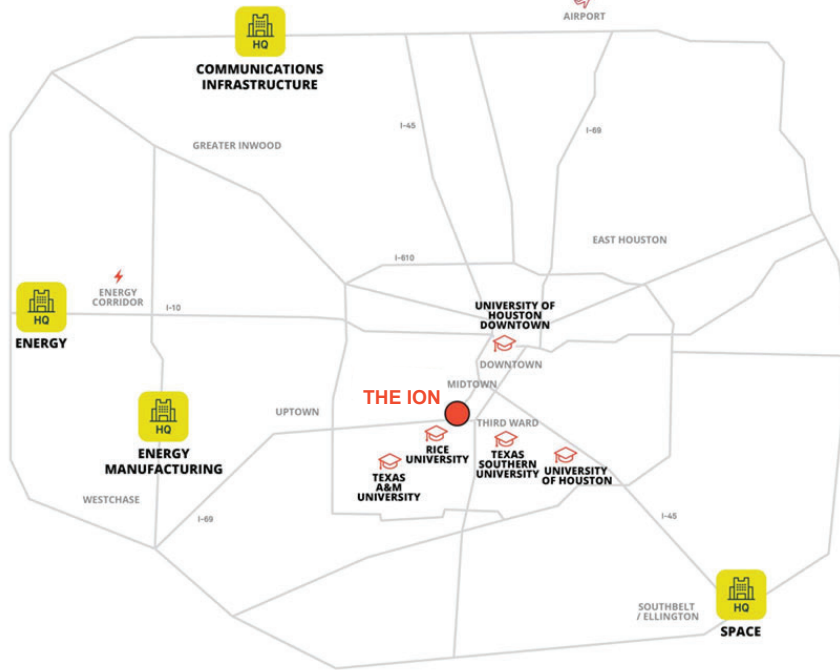 AIRPORT
HQ
COMMUNICATIONS
INFRASTRUCTURE
I-45
I-69
GREATER INWOOD
EAST HOUSTON
I-610
ENERGY
CORRIDOR
HQ
ENERGY
I-10
UNIVERSITY OF
HOUSTON
DOWNTOWN
DOWNTOWN
MIDTOWN
THE ION
UPTOWN
THIRD WARD
HQ
ENERGY
MANUFACTURING
RICE
UNIVERSITY
TEXAS
SOUTHERN
UNIVERSITY
UNIVERSITY
OF HOUSTON
TEXAS
A&M
UNIVERSITY
WESTCHASE
I-69
I-45
SOUTHBELT
/ ELLINGTON
HQ
SPACE